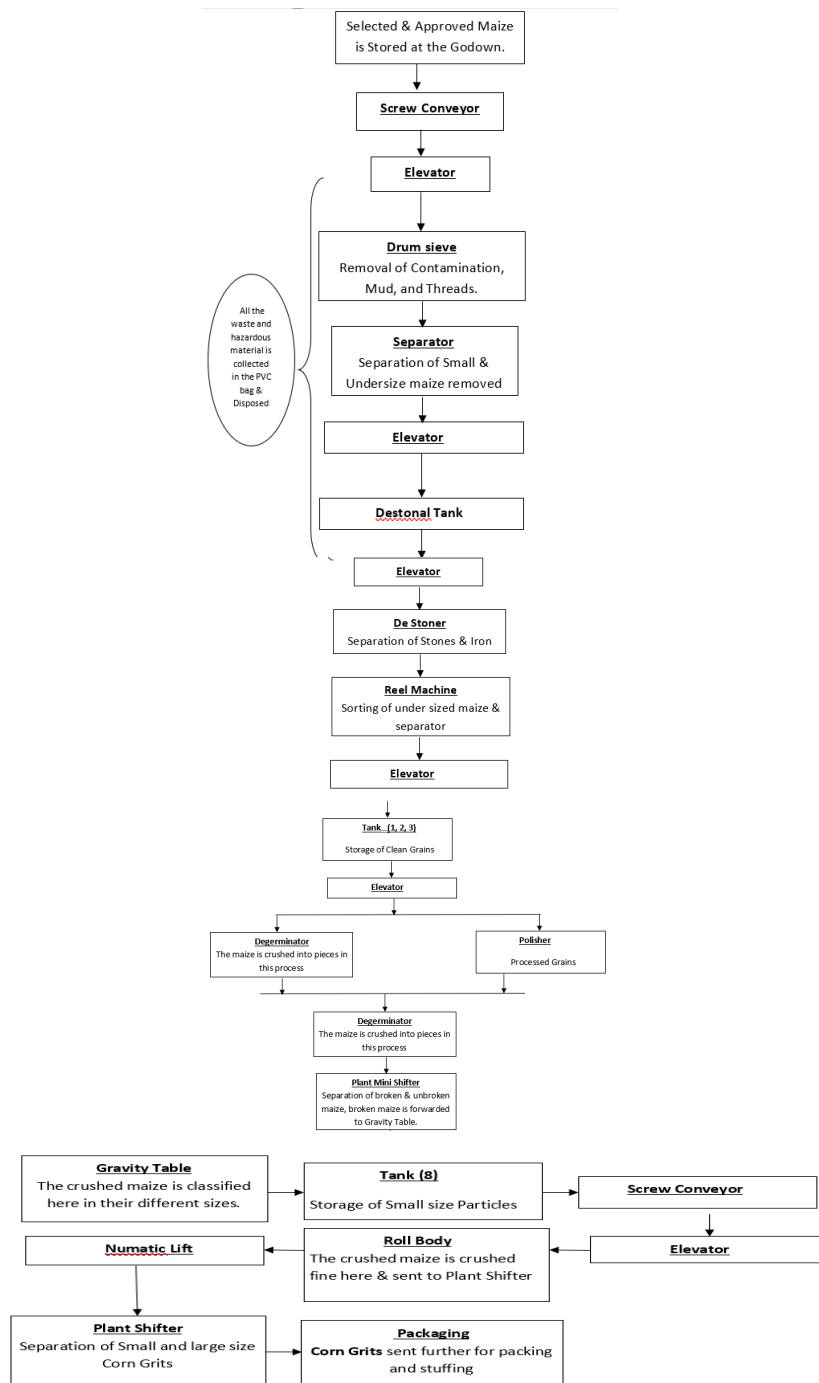 Selected & Approved Maize
is Stored at the Godown.
Screw Conveyor
Elevator
Drum sieve
Removal of Contamination,
Mud, and Threads.
All the
waste and
hazardous
material is
collected
in the PVC
bag &
Disposed
Separator
Separation of Small &
Undersize maize removed
Elevator
Destonal Tank
Elevator
De Stoner
Separation of Stones & Iron
Reel Machine
Sorting of under sized maize &
separator
Elevator
Tank (1, 2, 3)
Storage of Clean Grains
Elevator
Degerminator
The maize is crushed into pieces in
this process
Polisher
Processed Grains
Degerminator
The maize is crushed into pieces in
this process
Plant Mini Shifter
Separation of broken & unbroken
maize, broken maize is forwarded
to Gravity Table.
Gravity Table
The crushed maize is classified
here in their different sizes.
Tank (8)
Storage of Small size Particles
Screw Conveyor
Numatic Lift
Roll Body
The crushed maize is crushed
fine here & sent to Plant Shifter
Elevator
Plant Shifter
Separation of Small and large size
Corn Grits
Packaging
Corn Grits sent further for packing
and stuffing